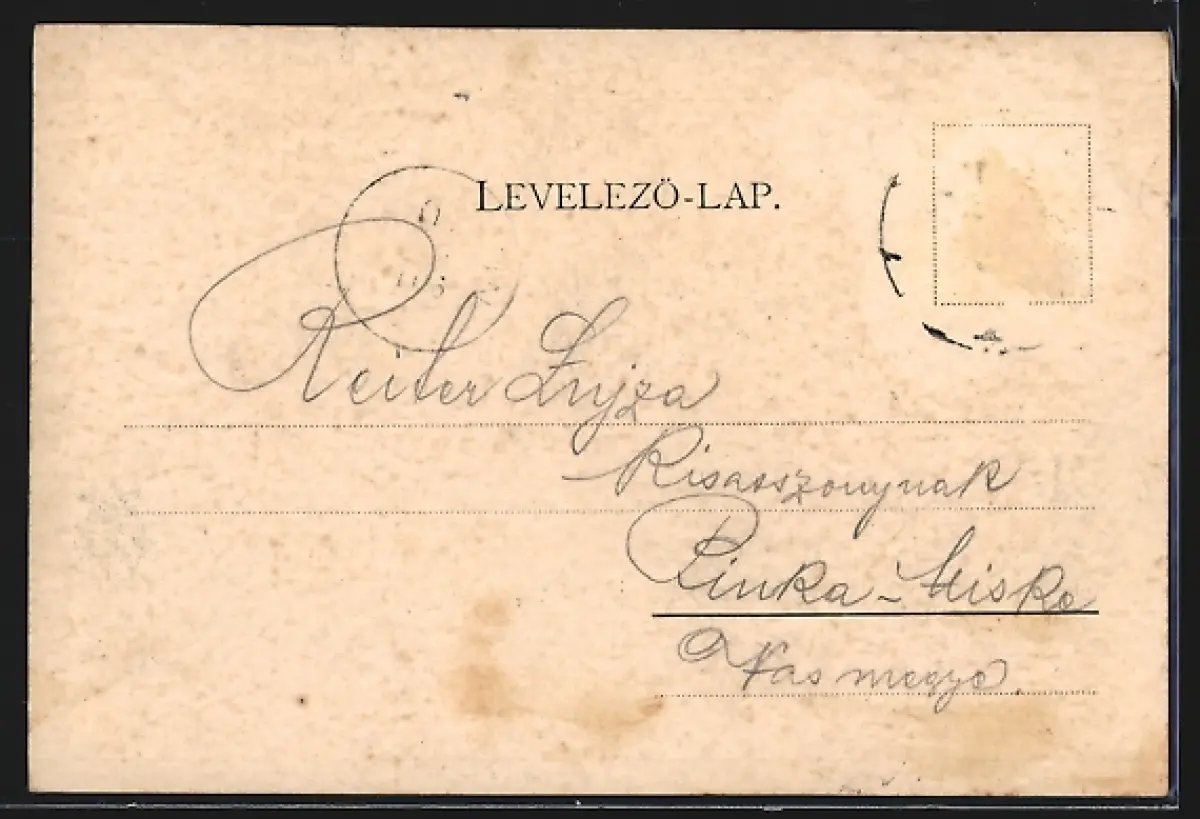 LEVELEZÖ-LAP.
Reiter Lujza
Kisasszonynak
Pinka-Miske
Vas megye